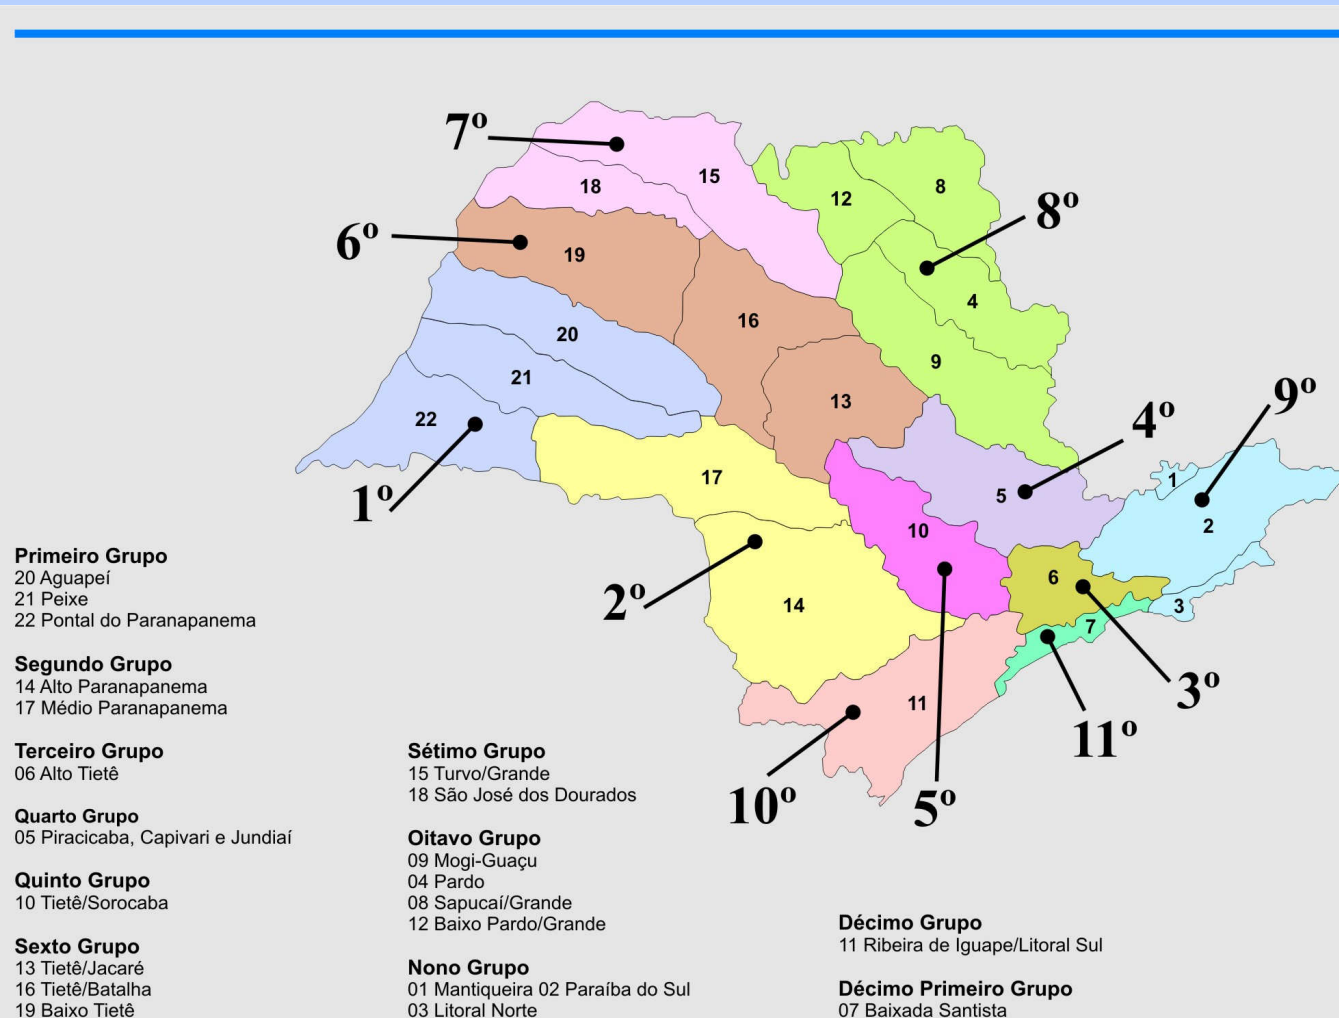 7º
15
18
12
8
8º
6º
19
4
16
20
9
21
13
9º
22
4º
1
17
5
1º
2
10
6
2º
14
3
7
3º
11
11º
10º
5º
Primeiro Grupo
20 Aguapeí
21 Peixe
22 Pontal do Paranapanema
Segundo Grupo
14 Alto Paranapanema
17 Médio Paranapanema
Terceiro Grupo
06 Alto Tietê
Quarto Grupo
05 Piracicaba, Capivari e Jundiaí
Quinto Grupo
10 Tietê/Sorocaba
Sexto Grupo
13 Tietê/Jacaré
16 Tietê/Batalha
19 Baixo Tietê
Sétimo Grupo
15 Turvo/Grande
18 São José dos Dourados
Oitavo Grupo
09 Mogi-Guaçu
04 Pardo
08 Sapucaí/Grande
12 Baixo Pardo/Grande
Nono Grupo
01 Mantiqueira 02 Paraíba do Sul
03 Litoral Norte
Décimo Grupo
11 Ribeira de Iguape/Litoral Sul
Décimo Primeiro Grupo
07 Baixada Santista